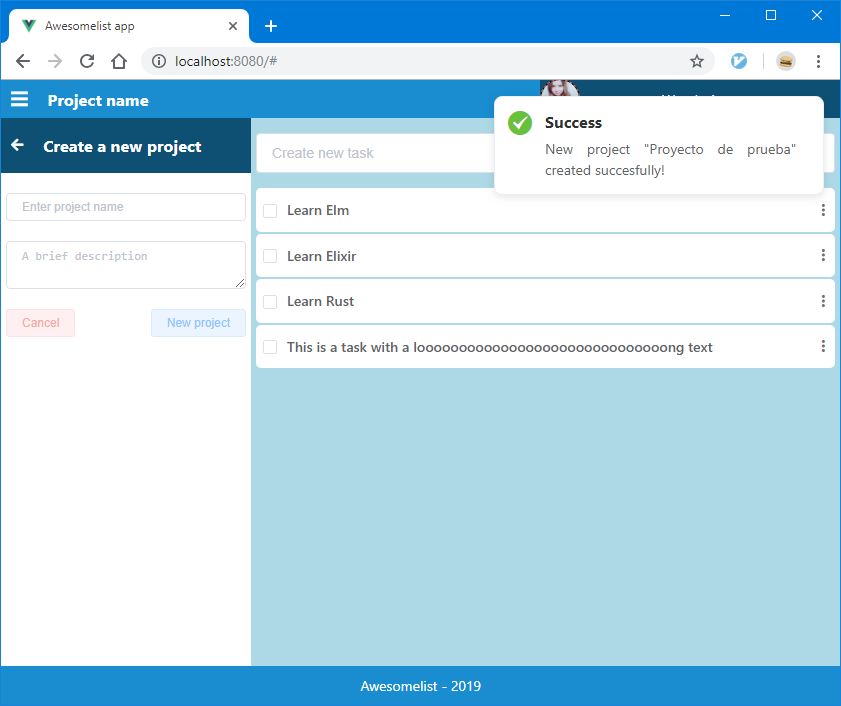 Awesomelist app
localhost:8080/#
Project name
Success
New project "Proyecto de prueba"
created succesfully!
Create a new project
Create new task
Enter project name
A brief description
Cancel
New project
Learn Elm
Learn Elixir
Learn Rust
This is a task with a looooooooooooooooooooooooooooooong text
Awesomelist - 2019